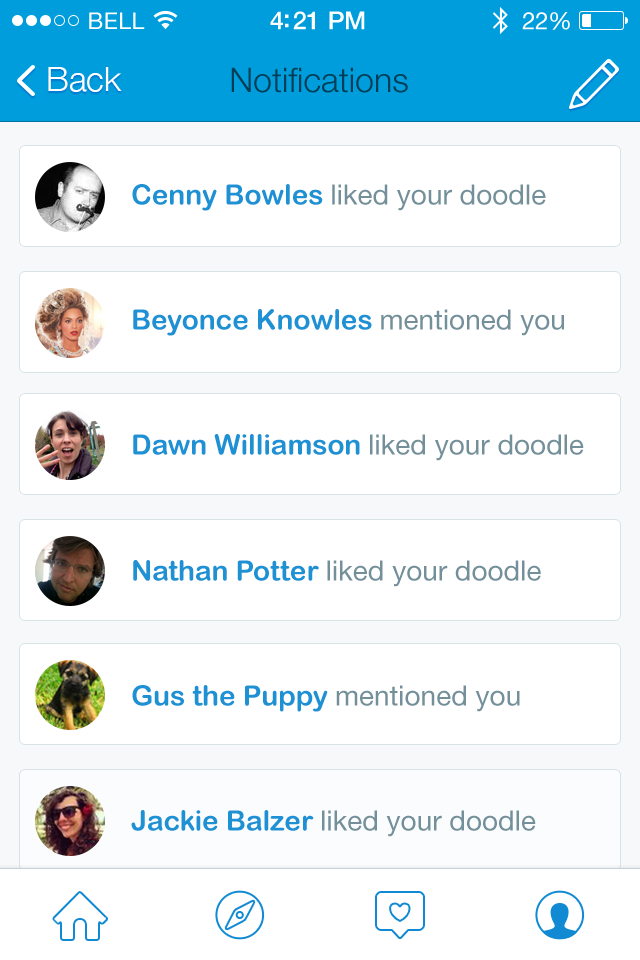 BELL 4:21 PM 22%
Back Notifications
Cenny Bowles liked your doodle
Beyonce Knowles mentioned you
Dawn Williamson liked your doodle
Nathan Potter liked your doodle
Gus the Puppy mentioned you
Jackie Balzer liked your doodle